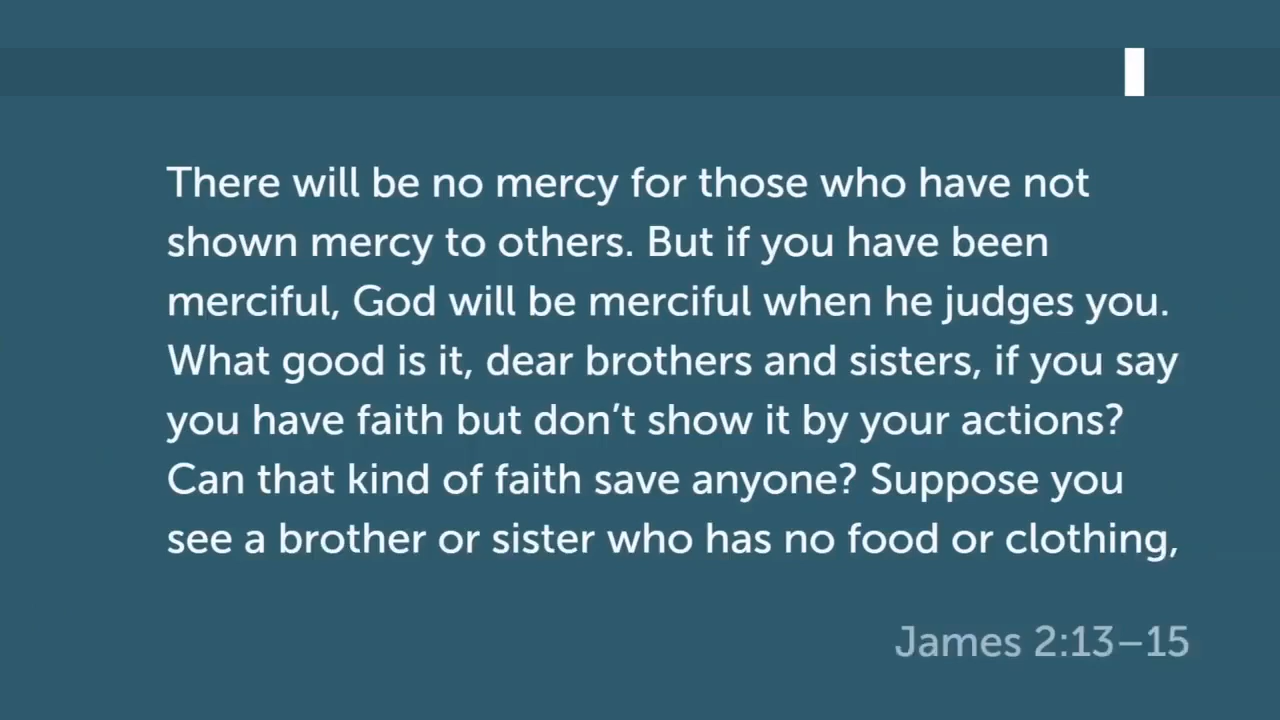 There will be no mercy for those who have not
shown mercy to others. But if you have been
merciful, God will be merciful when he judges you.
What good is it, dear brothers and sisters, if you say
you have faith but don’t show it by your actions?
Can that kind of faith save anyone? Suppose you
see a brother or sister who has no food or clothing,
James 2:13–15